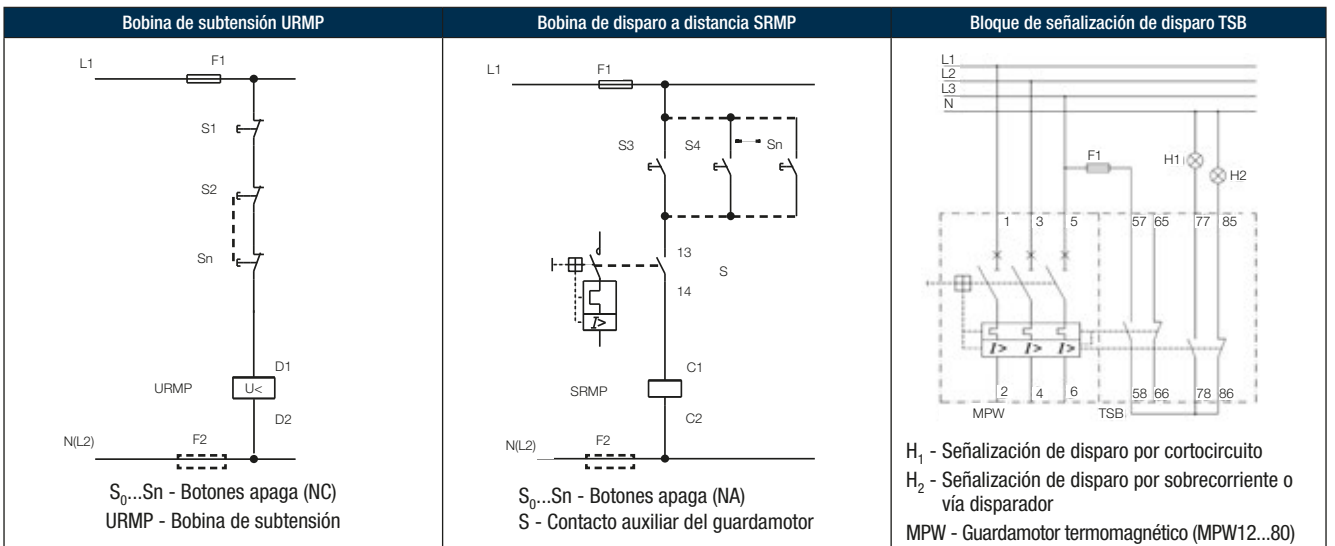 Bobina de subtensión URMP
L1
F1
S1
S2
Sn
D1
URMP
U<
D2
N(L2)
F2
S0...Sn - Botones apaga (NC)
URMP - Bobina de subtensión
Bobina de disparo a distancia SRMP
L1
F1
S3
S4
Sn
13
S
14
I>
C1
SRMP
C2
N(L2)
F2
S0...Sn - Botones apaga (NA)
S - Contacto auxiliar del guardamotor
Bloque de señalización de disparo TSB
L1
L2
L3
N
F1
H1
H2
1 3 5 57 65 77 85
I> I> I>
2 4 6 58 66 78 86
MPW TSB
H1 - Señalización de disparo por cortocircuito
H2 - Señalización de disparo por sobrecorriente o
vía disparador
MPW - Guardamotor termomagnético (MPW12...80)